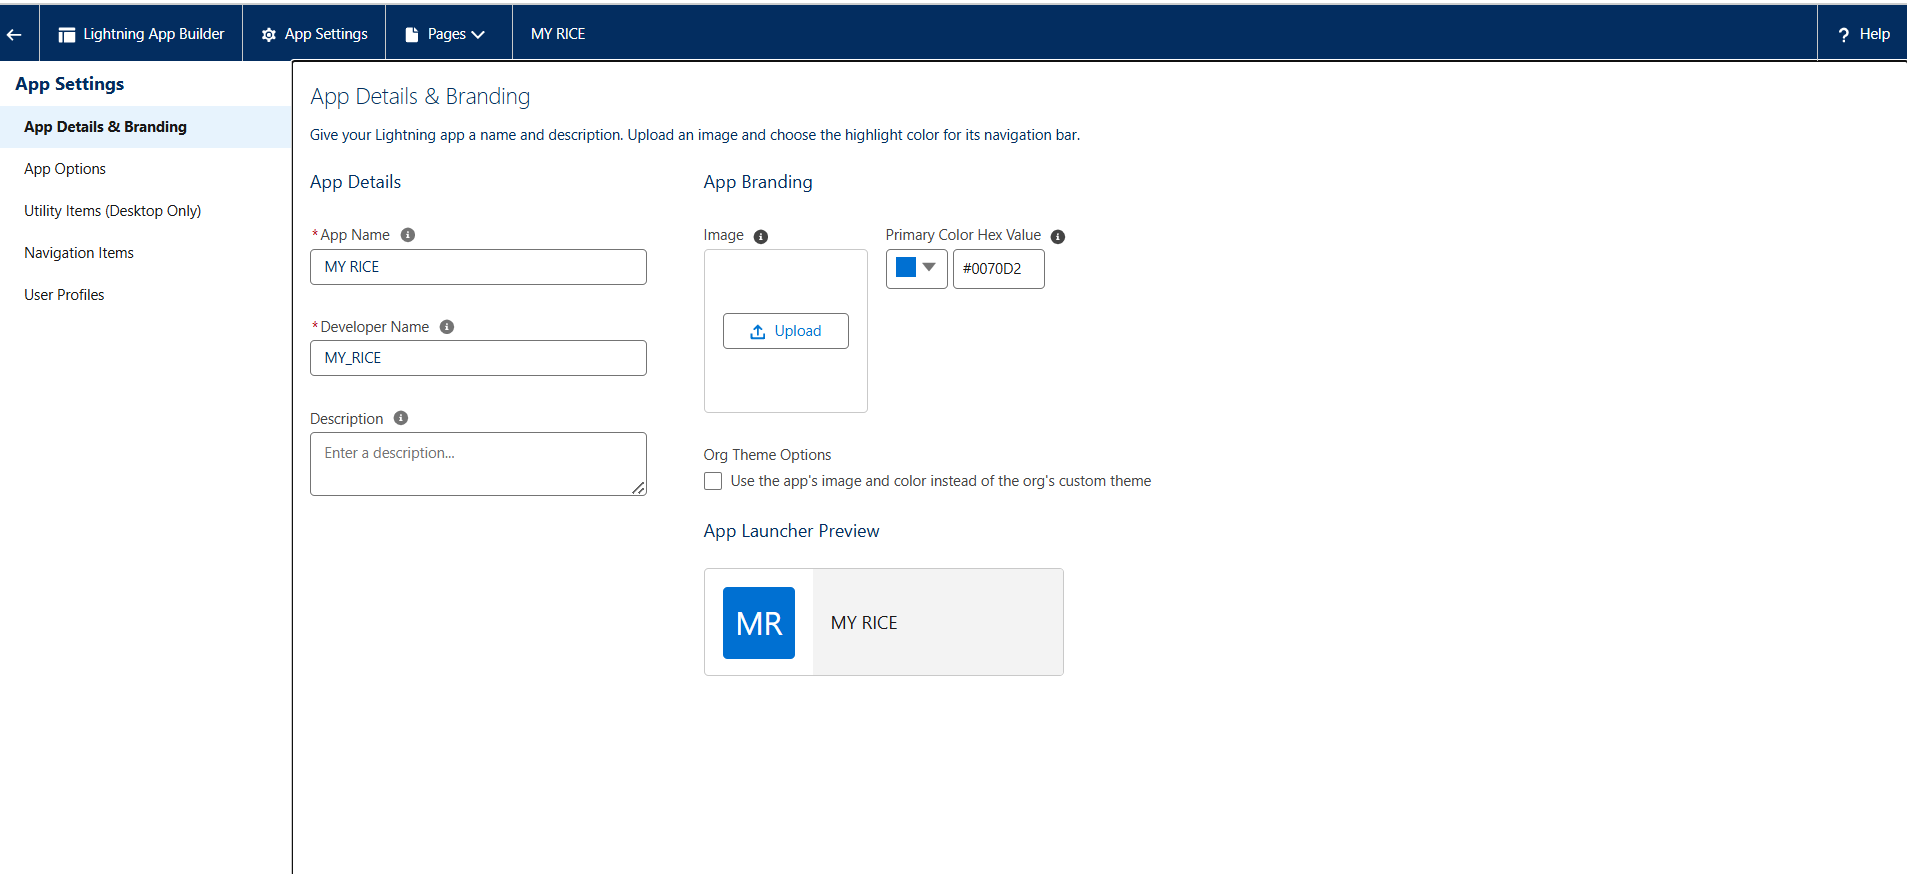 Lightning App Builder
App Settings
Pages
MY RICE
? Help
App Settings
App Details & Branding
App Options
Utility Items (Desktop Only)
Navigation Items
User Profiles
App Details & Branding
Give your Lightning app a name and description. Upload an image and choose the highlight color for its navigation bar.
App Details
*App Name
MY RICE
*Developer Name
MY_RICE
Description
Enter a description...
App Branding
Image
Upload
Primary Color Hex Value
#0070D2
Org Theme Options
Use the app's image and color instead of the org's custom theme
App Launcher Preview
MR
MY RICE